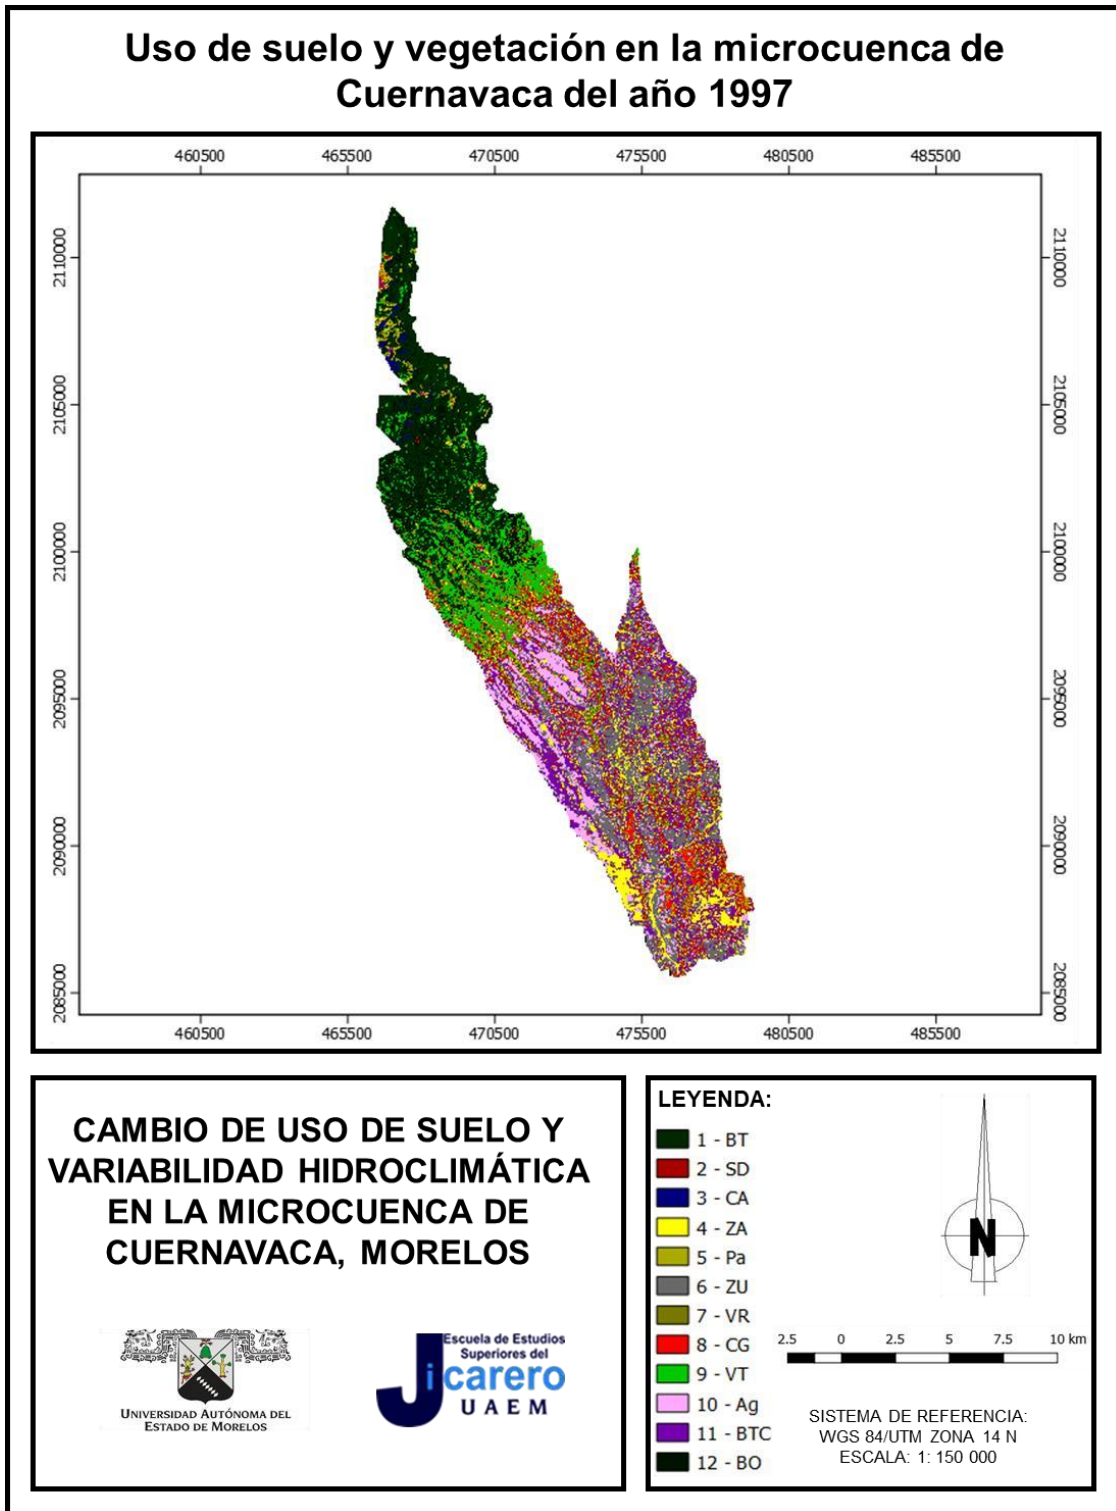 Uso de suelo y vegetación en la microcuenca de
Cuernavaca del año 1997
460500 465500 470500 475500 480500 485500
2110000 2110000
2105000 2105000
2100000 2100000
2095000 2095000
2090000 2090000
2085000 2085000
460500 465500 470500 475500 480500 485500
CAMBIO DE USO DE SUELO Y
VARIABILIDAD HIDROCLIMÁTICA
EN LA MICROCUENCA DE
CUERNAVACA, MORELOS
UNIVERSIDAD AUTÓNOMA DEL
ESTADO DE MORELOS
Escuela de Estudios
Superiores del
Jicarero
UAEM
LEYENDA:
1 - BT
2 - SD
3 - CA
4 - ZA
5 - Pa
6 - ZU
7 - VR
8 - CG
9 - VT
10 - Ag
11 - BTC
12 - BO
N
2.5 0 2.5 5 7.5 10 km
SISTEMA DE REFERENCIA:
WGS 84/UTM ZONA 14 N
ESCALA: 1: 150 000